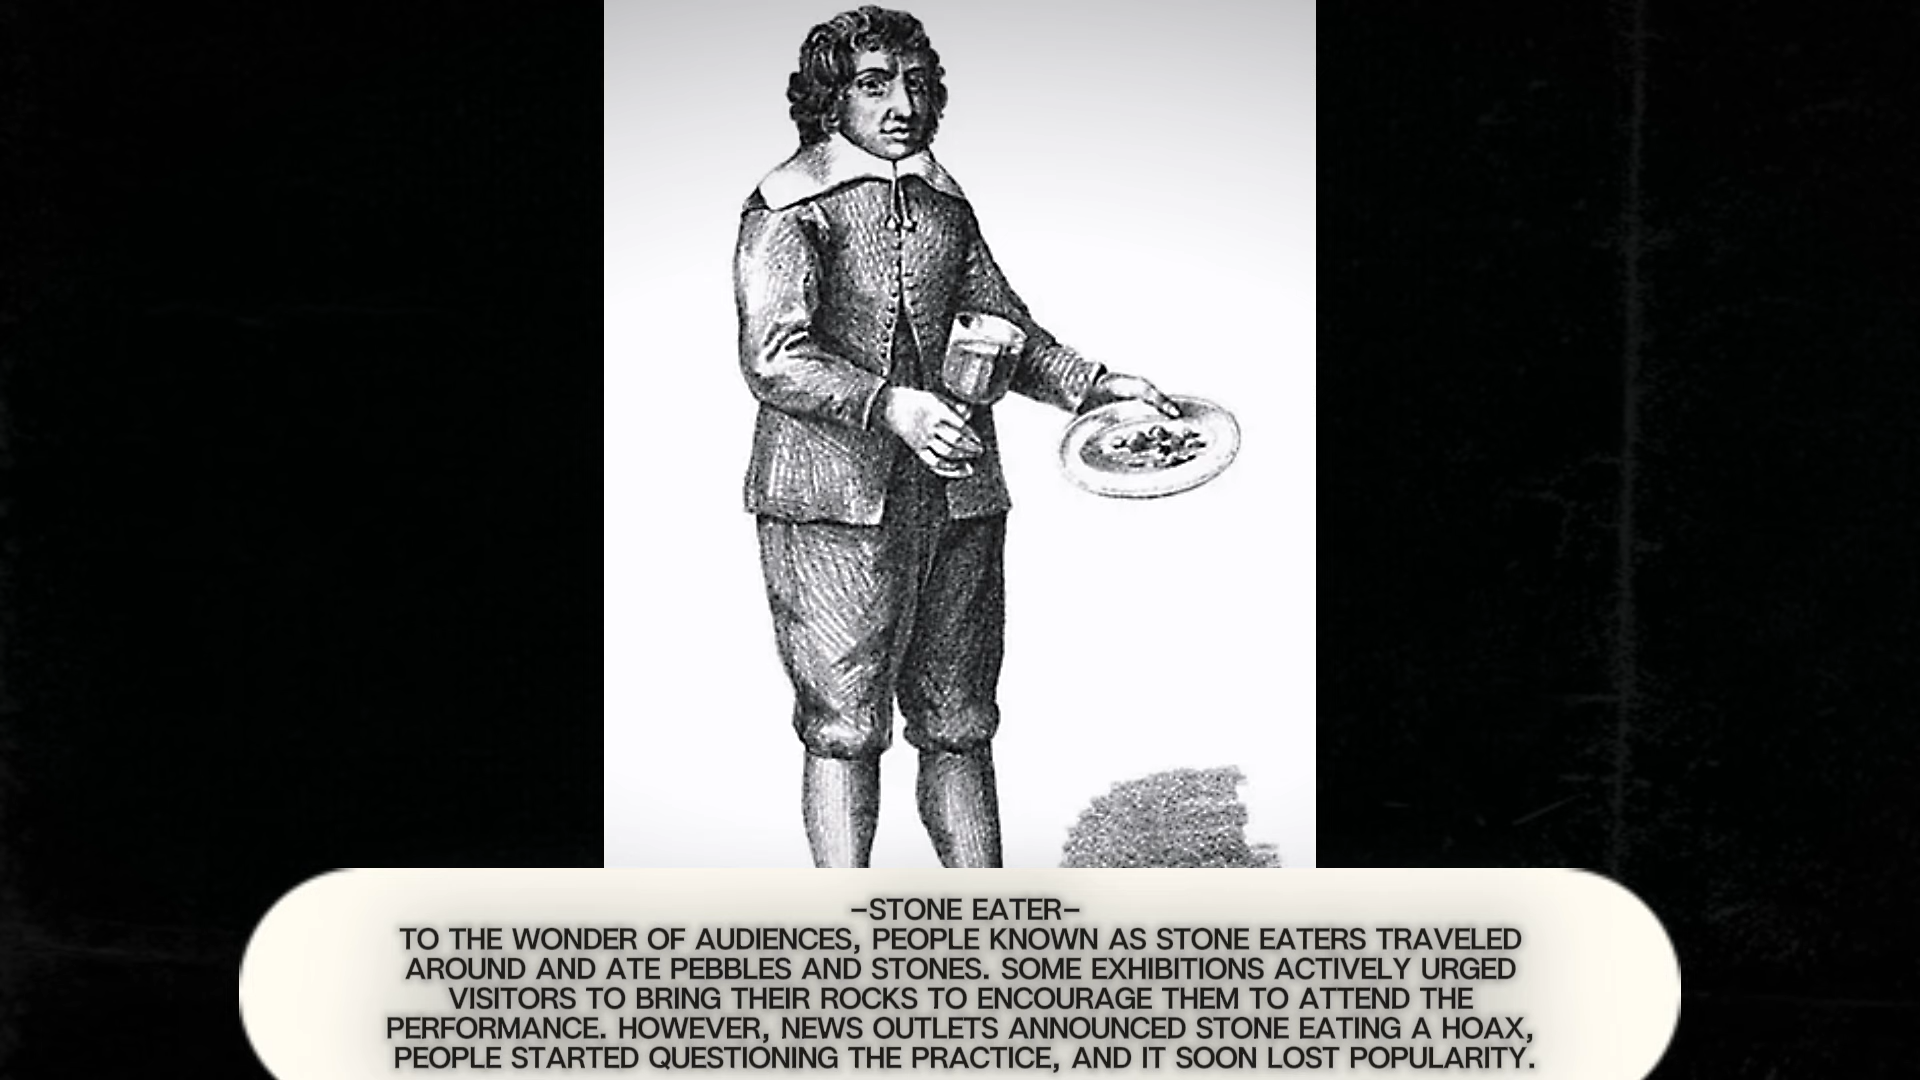 -STONE EATER-
TO THE WONDER OF AUDIENCES, PEOPLE KNOWN AS STONE EATERS TRAVELED
AROUND AND ATE PEBBLES AND STONES. SOME EXHIBITIONS ACTIVELY URGED
VISITORS TO BRING THEIR ROCKS TO ENCOURAGE THEM TO ATTEND THE
PERFORMANCE. HOWEVER, NEWS OUTLETS ANNOUNCED STONE EATING A HOAX,
PEOPLE STARTED QUESTIONING THE PRACTICE, AND IT SOON LOST POPULARITY.